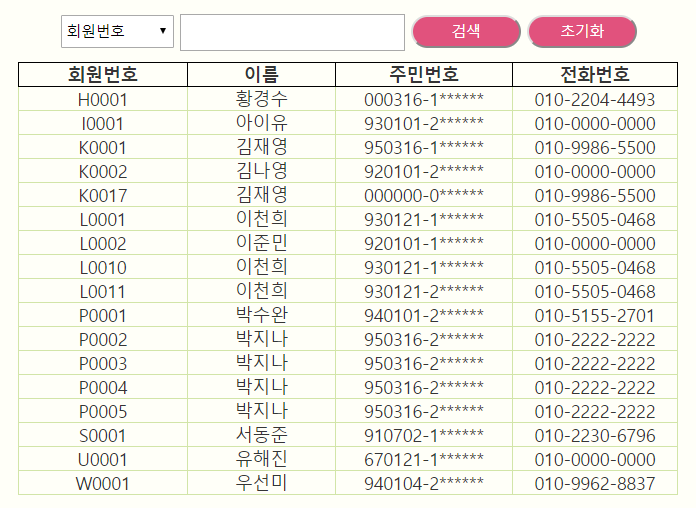 회원번호 검색 초기화
회원번호 이름 주민번호 전화번호
H0001 황경수 000316-1****** 010-2204-4493
I0001 아이유 930101-2****** 010-0000-0000
K0001 김재영 950316-1****** 010-9986-5500
K0002 김나영 920101-2****** 010-0000-0000
K0017 김재영 000000-0****** 010-9986-5500
L0001 이천희 930121-1****** 010-5505-0468
L0002 이준민 920101-1****** 010-0000-0000
L0010 이천희 930121-1****** 010-5505-0468
L0011 이천희 930121-2****** 010-5505-0468
P0001 박수완 940101-2****** 010-5155-2701
P0002 박지나 950316-2****** 010-2222-2222
P0003 박지나 950316-2****** 010-2222-2222
P0004 박지나 950316-2****** 010-2222-2222
P0005 박지나 950316-2****** 010-2222-2222
S0001 서동준 910702-1****** 010-2230-6796
U0001 유해진 670121-1****** 010-0000-0000
W0001 우선미 940104-2****** 010-9962-8837